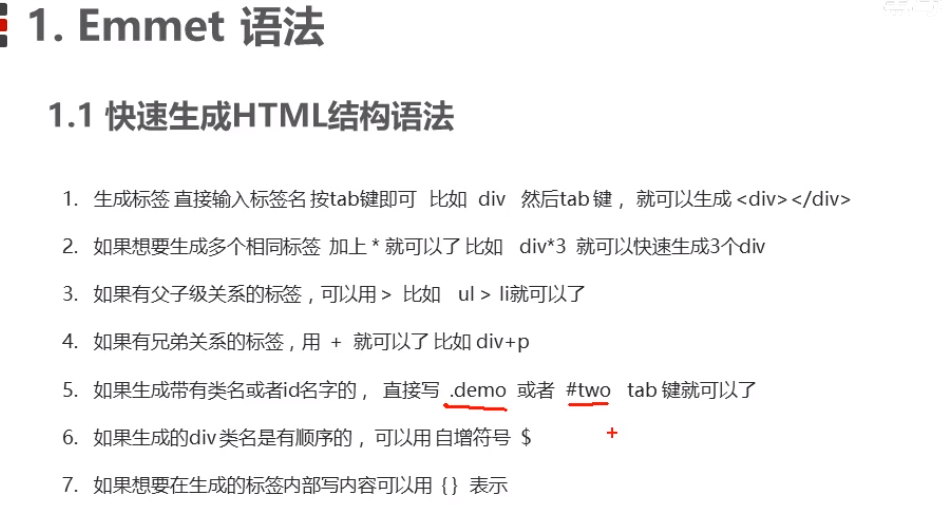 1. Emmet 语法
1.1 快速生成HTML结构语法
1. 生成标签 直接输入标签名 按tab键即可 比如 div 然后tab 键， 就可以生成 <div></div>
2. 如果想要生成多个相同标签 加上 * 就可以了 比如 div*3 就可以快速生成3个div
3. 如果有父子级关系的标签，可以用 > 比如 ul > li就可以了
4. 如果有兄弟关系的标签，用 + 就可以了 比如 div+p
5. 如果生成带有类名或者id名字的， 直接写 .demo 或者 #two tab 键就可以了
6. 如果生成的div 类名是有顺序的， 可以用 自增符号 $
7. 如果想要在生成的标签内部写内容可以用 { } 表示